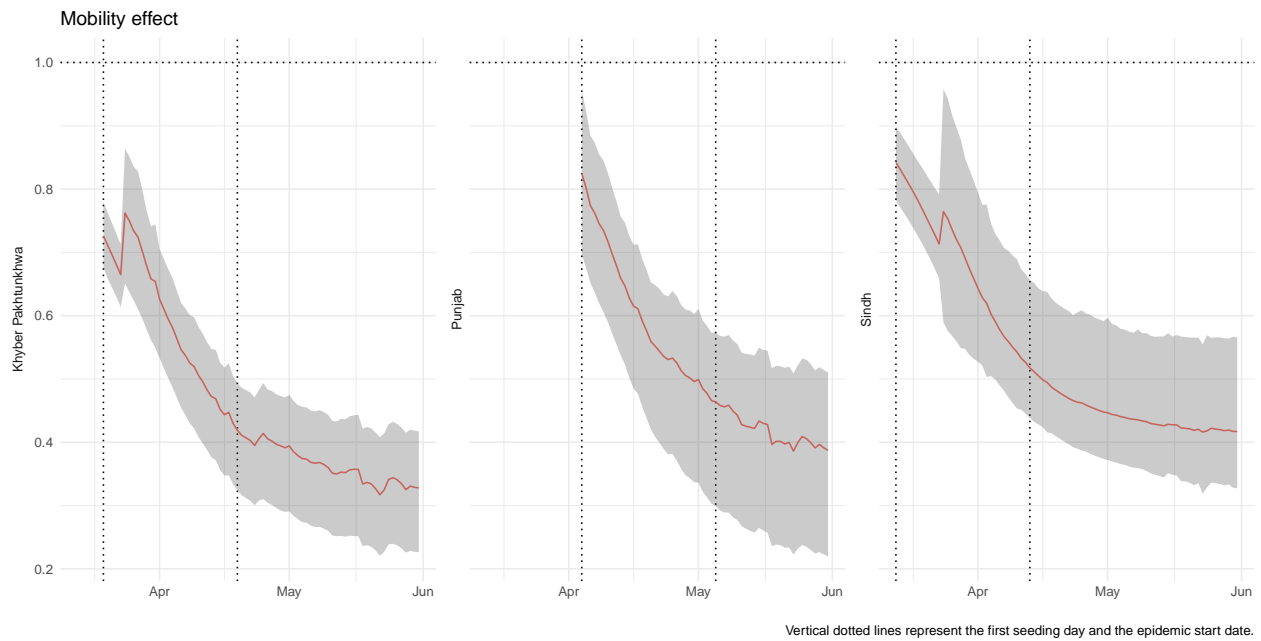 Mobility effect
1.0
0.8
0.6
0.4
0.2
Khyber Pakhtunkhwa
Apr May Jun
Punjab
Apr May Jun
Sindh
Apr May Jun
Vertical dotted lines represent the first seeding day and the epidemic start date.